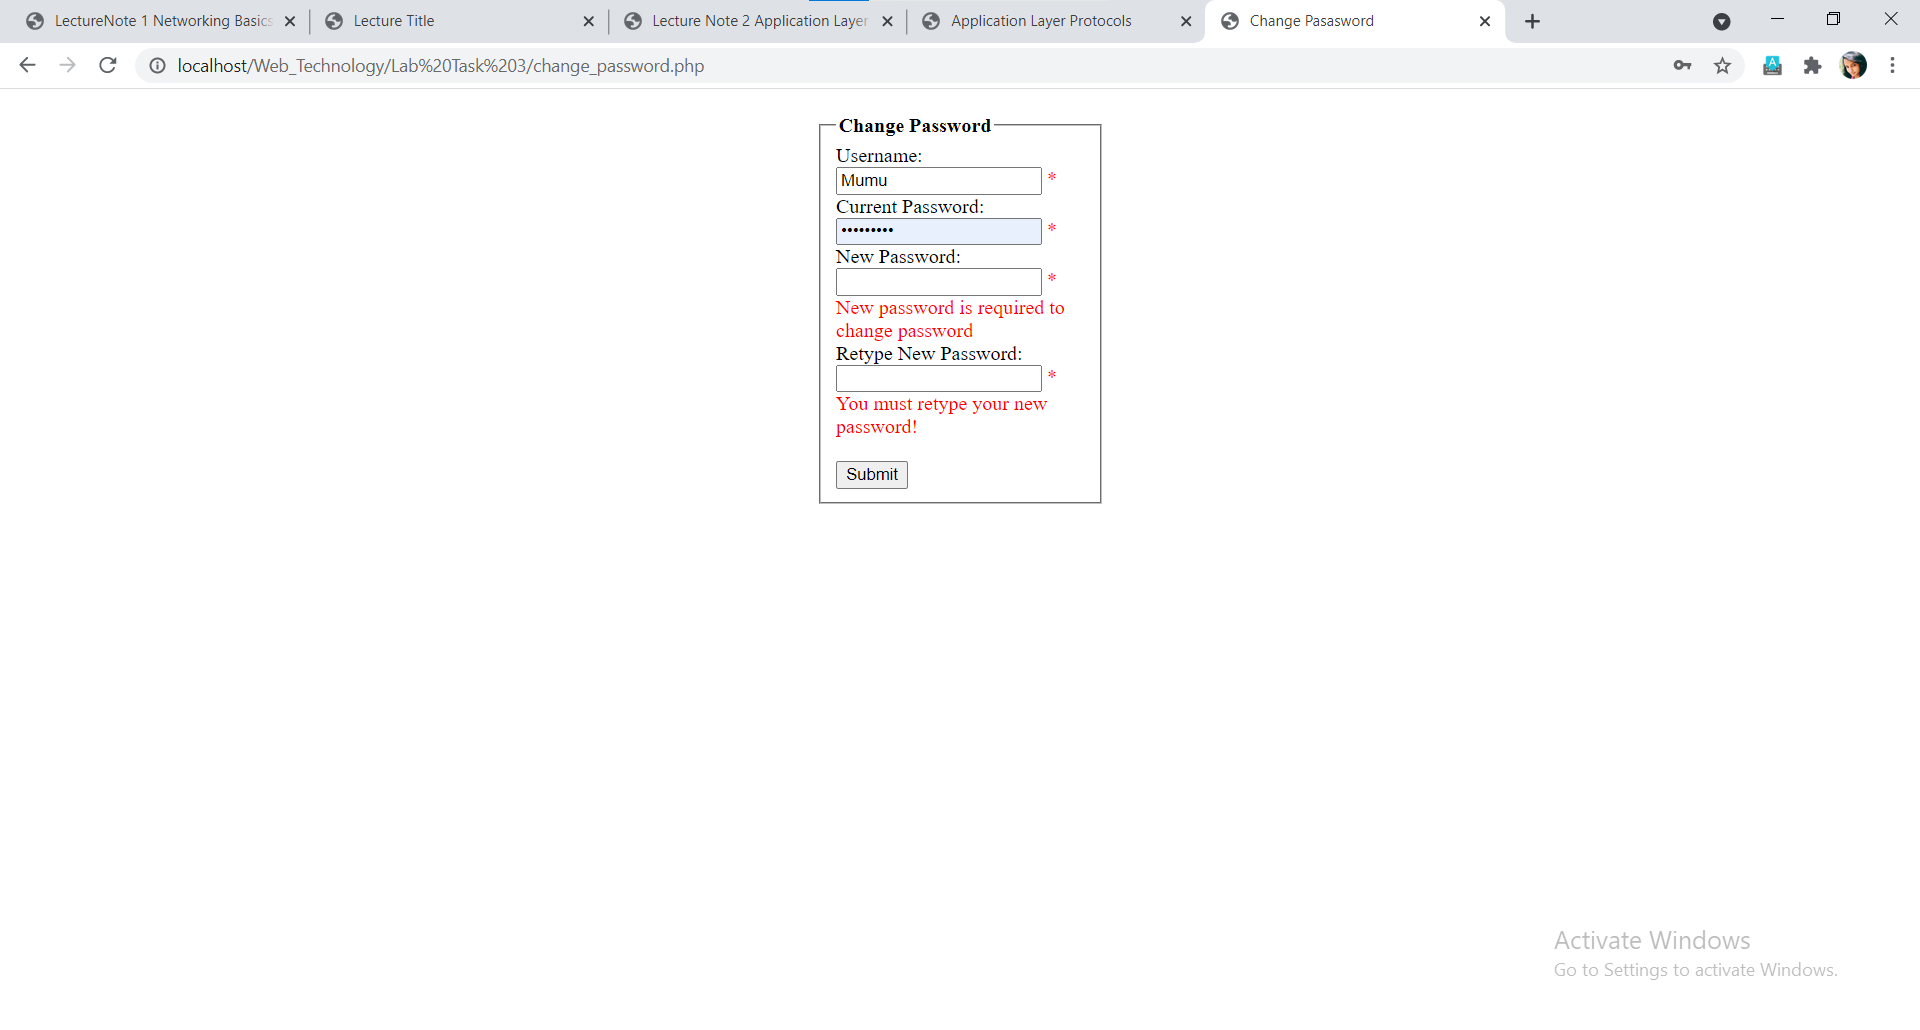 LectureNote 1 Networking Basics
Lecture Title
Lecture Note 2 Application Layer
Application Layer Protocols
Change Pasasword
localhost/Web_Technology/Lab%20Task%203/change_password.php
Change Password
Username:
Mumu
*
Current Password:
•••••••••
*
New Password:
*
New password is required to
change password
Retype New Password:
*
You must retype your new
password!
Submit
Activate Windows
Go to Settings to activate Windows.